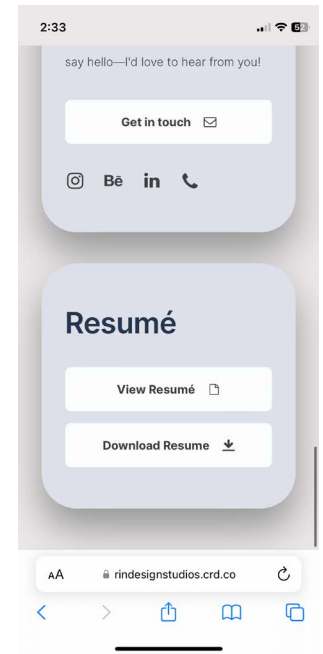 2:33
52
say hello—I'd love to hear from you!
Get in touch
Bē
in
Resumé
View Resumé
Download Resume
AA
rindesignstudios.crd.co